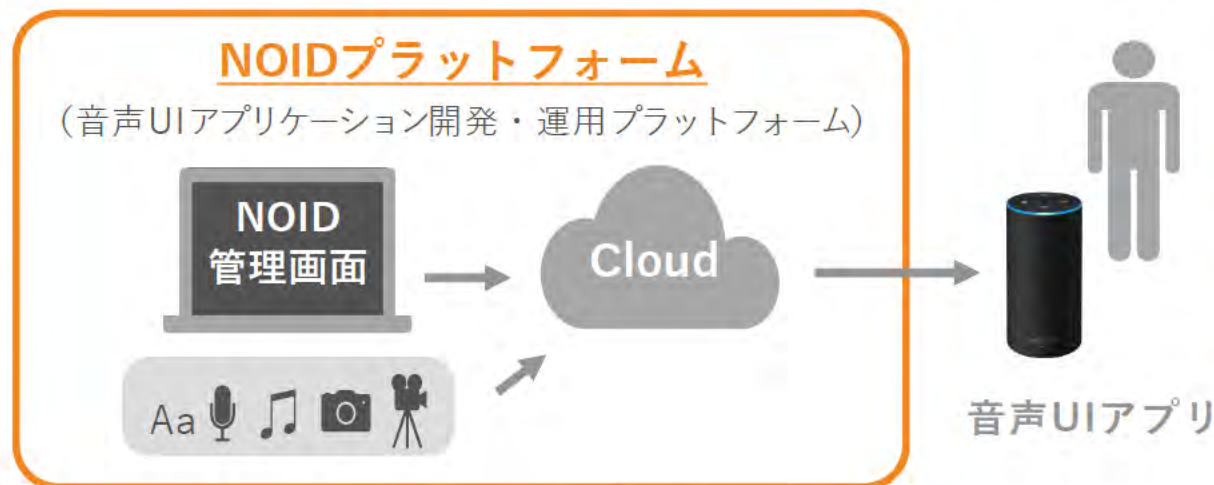 NOIDプラットフォーム
（音声UIアプリケーション開発・運用プラットフォーム）
NOID
管理画面
Cloud
Aa
音声UIアプリ